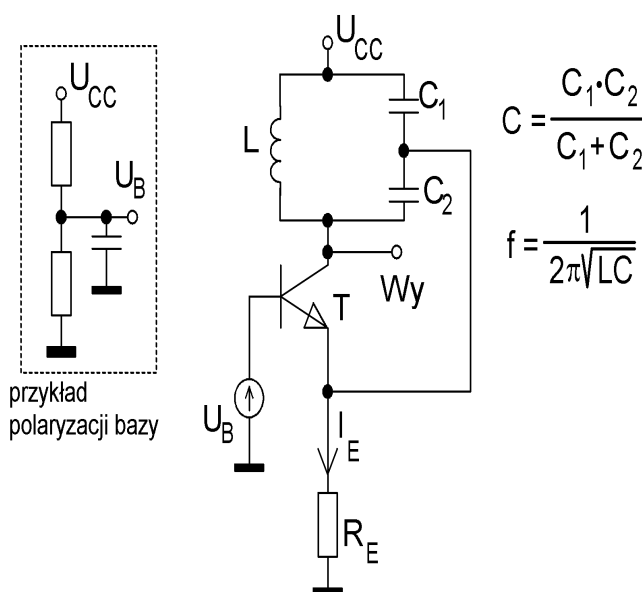 U_CC
U_B
przykład
polaryzacji bazy
U_CC
L
C_1
C_2
Wy
T
U_B
I_E
R_E
C = C_1·C_2 / C_1+C_2
f = 1 / 2π√LC